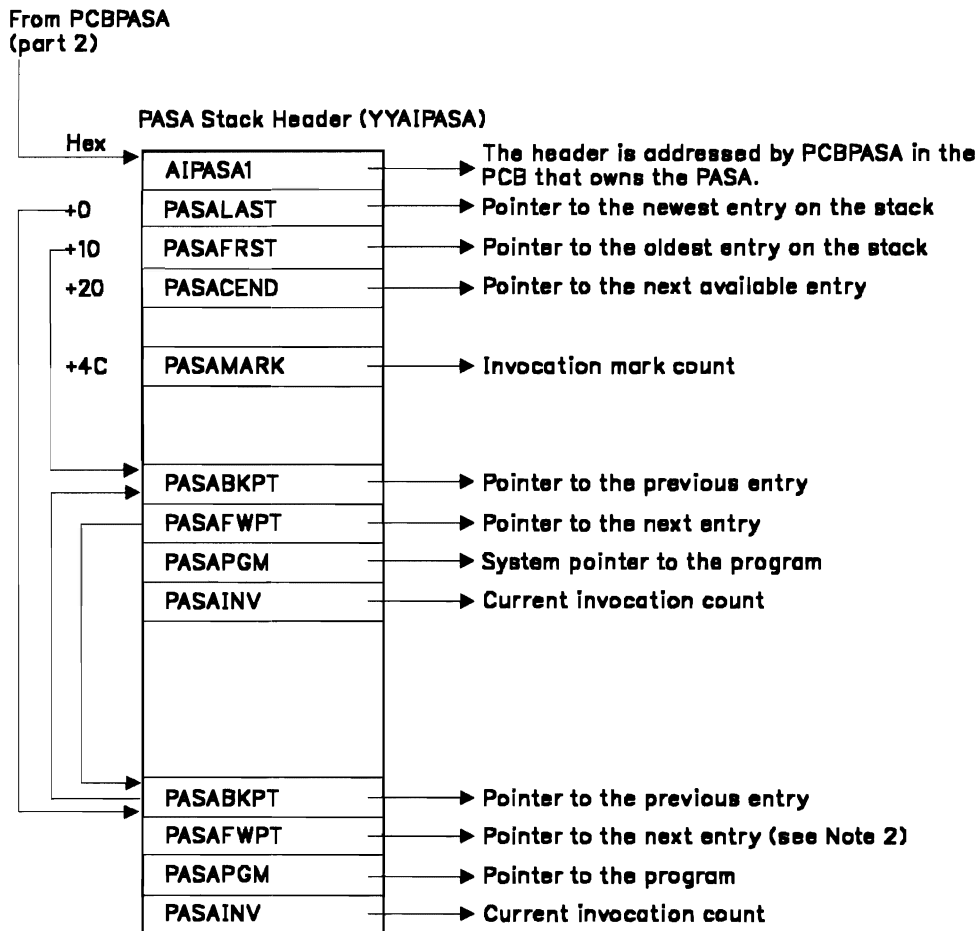 From PCBPASA
(part 2)
PASA Stack Header (YYAIPASA)
Hex
AIPASA1
The header is addressed by PCBPASA in the
PCB that owns the PASA.
+0
PASALAST
Pointer to the newest entry on the stack
+10
PASAFRST
Pointer to the oldest entry on the stack
+20
PASACEND
Pointer to the next available entry
+4C
PASAMARK
Invocation mark count
PASABKPT
Pointer to the previous entry
PASAFWPT
Pointer to the next entry
PASAPGM
System pointer to the program
PASAINV
Current invocation count
PASABKPT
Pointer to the previous entry
PASAFWPT
Pointer to the next entry (see Note 2)
PASAPGM
Pointer to the program
PASAINV
Current invocation count